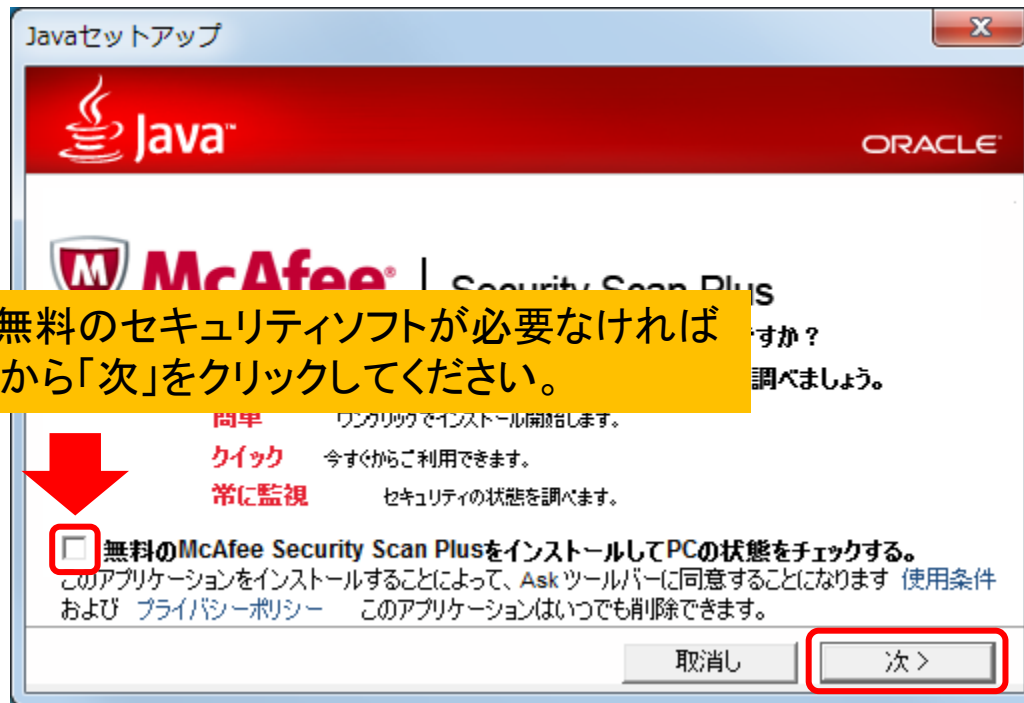 Javaセットアップ
Java™
ORACLE
McAfee® | Security Scan Plus
無料のセキュリティソフトが必要なければ
すか？
から「次」をクリックしてください。
調べましょう。
簡単 ワンクリックでインストール開始します。
クイック 今すぐからご利用できます。
常に監視 セキュリティの状態を調べます。
無料のMcAfee Security Scan PlusをインストールしてPCの状態をチェックする。
このアプリケーションをインストールすることによって、Ask ツールバーに同意することになります 使用条件
および プライバシーポリシー このアプリケーションはいつでも削除できます。
取消し
次 >